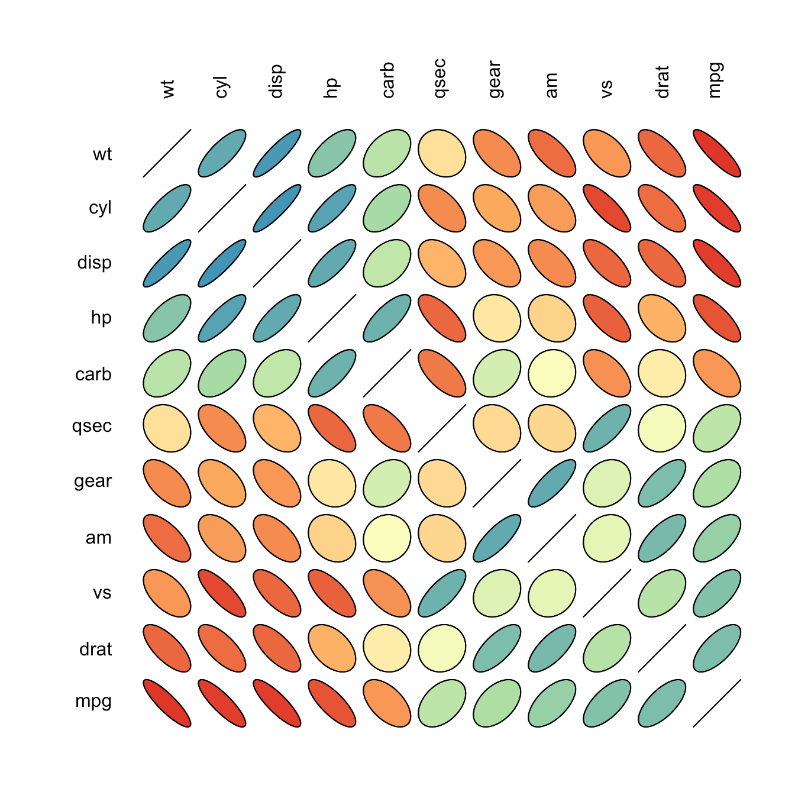 wt cyl disp hp carb qsec gear am vs drat mpg
wt
cyl
disp
hp
carb
qsec
gear
am
vs
drat
mpg